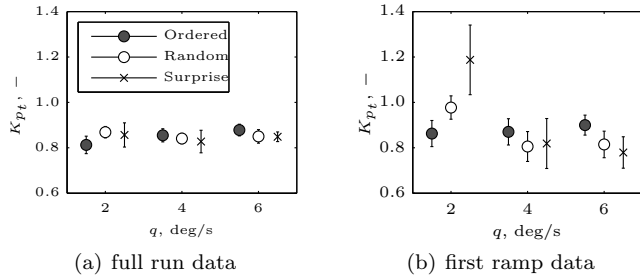 1.4
1.2
1.0
0.8
0.6
K_{p_t}, −
Ordered
Random
Surprise
2 4 6
q, deg/s
(a) full run data
1.4
1.2
1.0
0.8
0.6
K_{p_t}, −
2 4 6
q, deg/s
(b) first ramp data